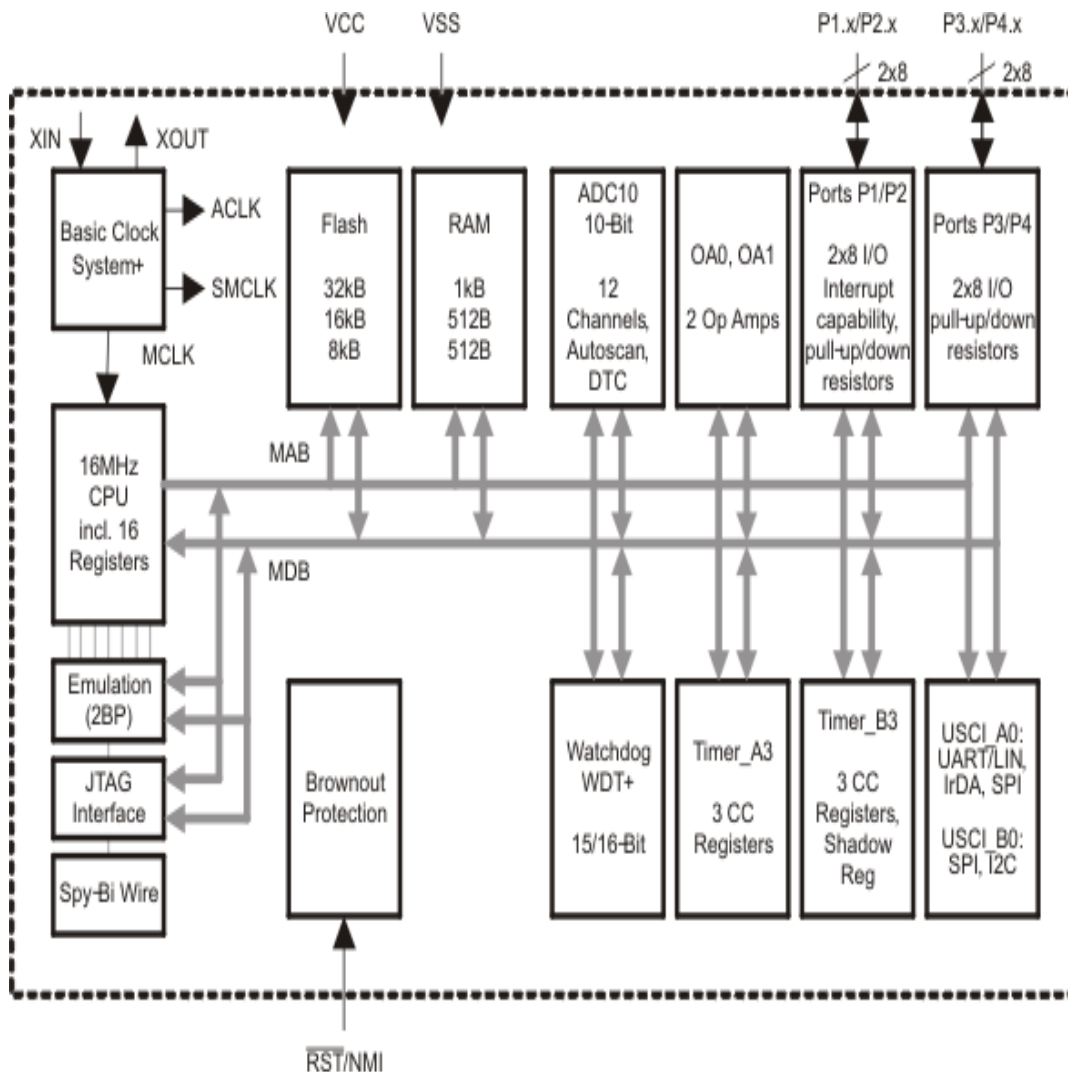 VCC
VSS
P1.x/P2.x
P3.x/P4.x
2x8
2x8
XIN
XOUT
Basic Clock
System+
ACLK
SMCLK
MCLK
Flash
32kB
16kB
8kB
RAM
1kB
512B
512B
ADC10
10-Bit
12
Channels,
Autoscan,
DTC
OA0, OA1
2 Op Amps
Ports P1/P2
2x8 I/O
Interrupt
capability,
pull-up/down
resistors
Ports P3/P4
2x8 I/O
pull-up/down
resistors
16MHz
CPU
incl. 16
Registers
MAB
MDB
Emulation
(2BP)
JTAG
Interface
Spy-Bi Wire
Brownout
Protection
Watchdog
WDT+
15/16-Bit
Timer_A3
3 CC
Registers
Timer_B3
3 CC
Registers,
Shadow
Reg
USCI_A0:
UART/LIN,
IrDA, SPI
USCI_B0:
SPI, I2C
RST/NMI